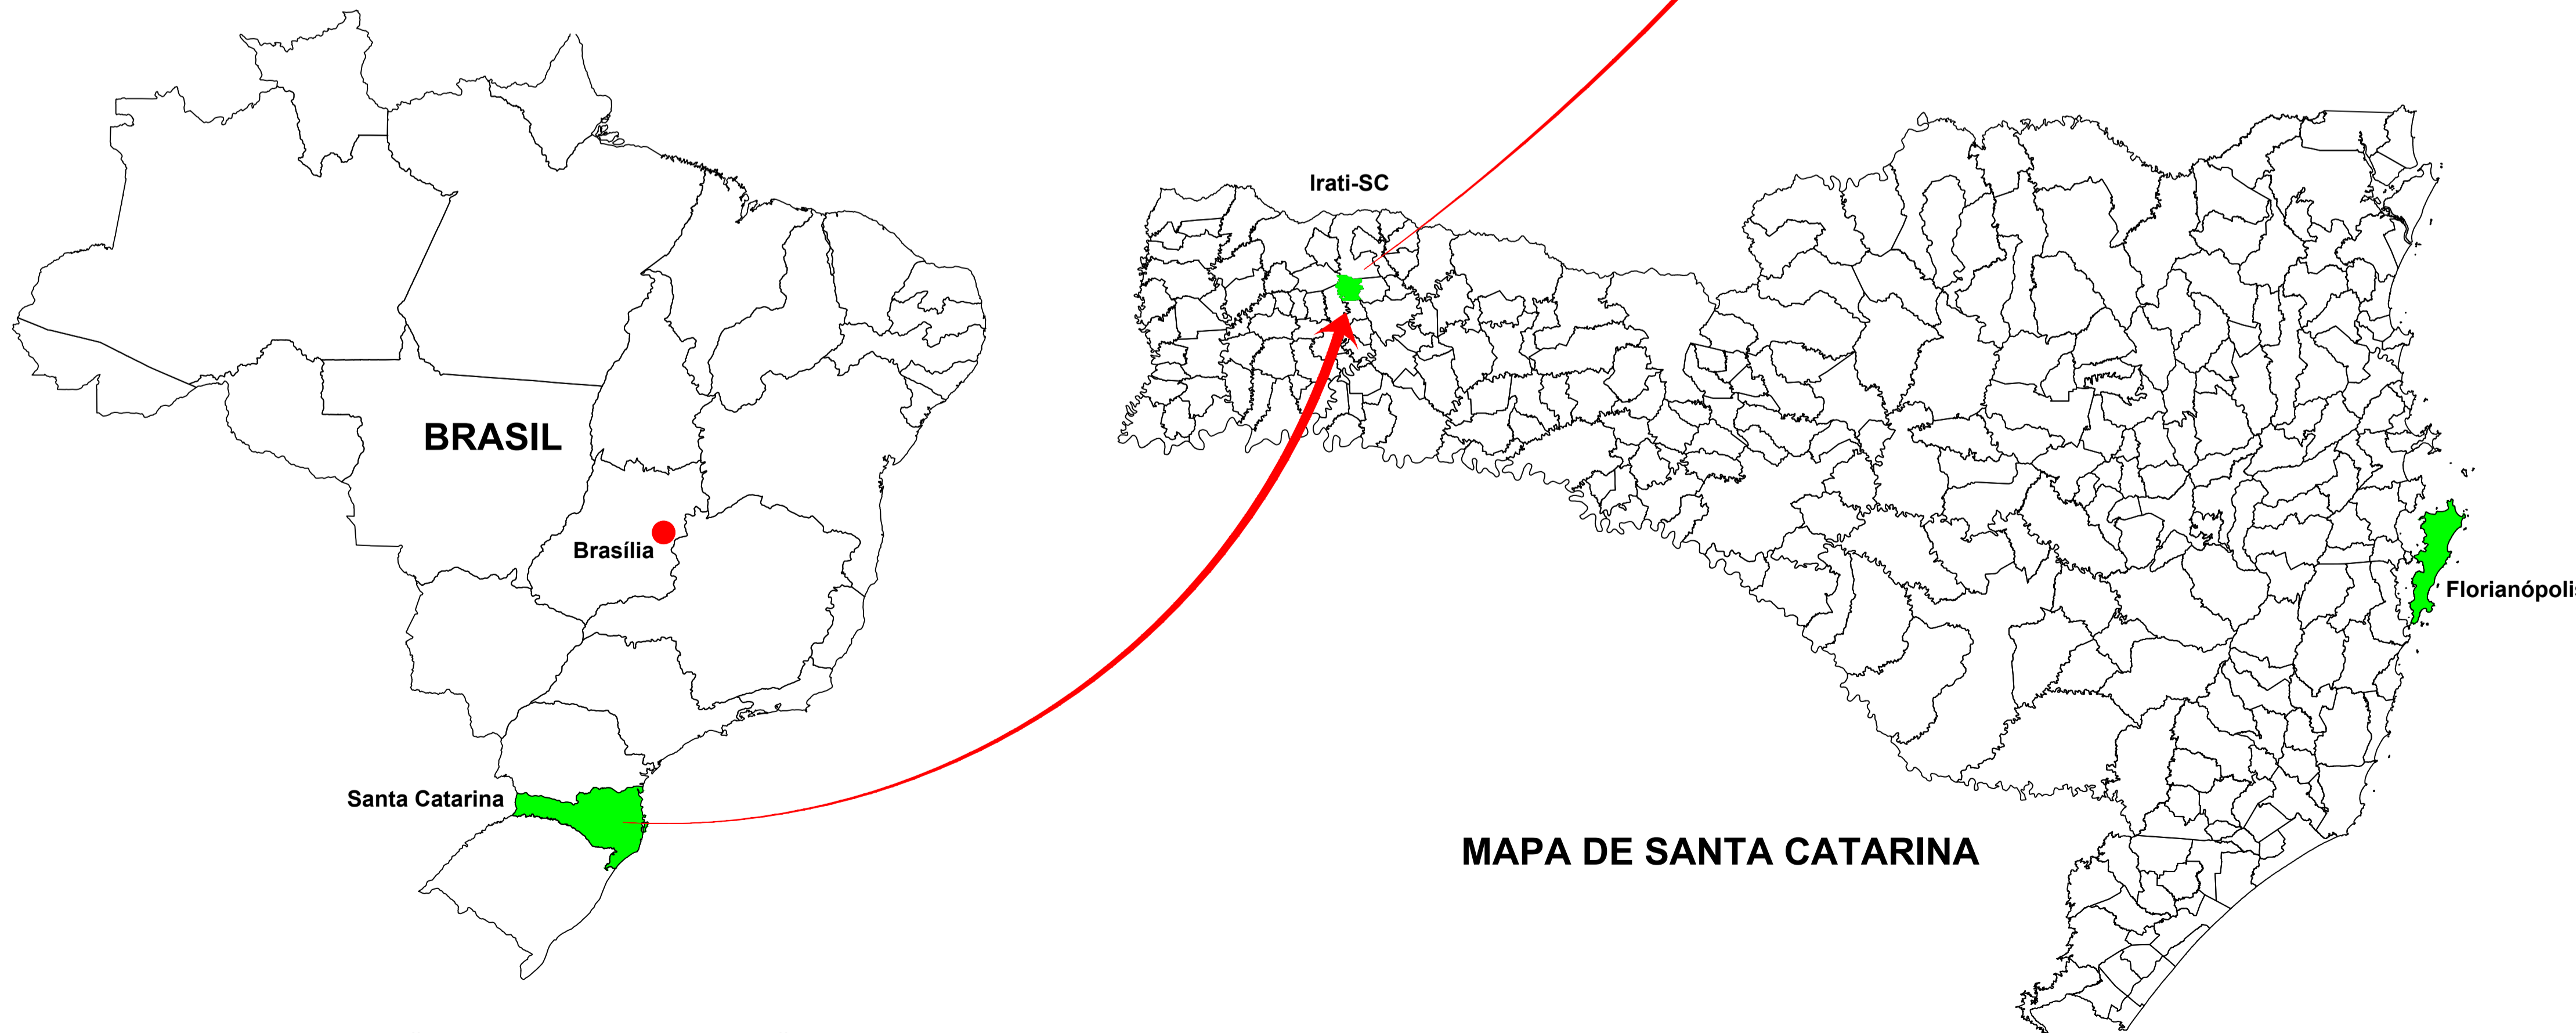 Irati-SC
BRASIL
Brasília
Florianópolis
Santa Catarina
MAPA DE SANTA CATARINA